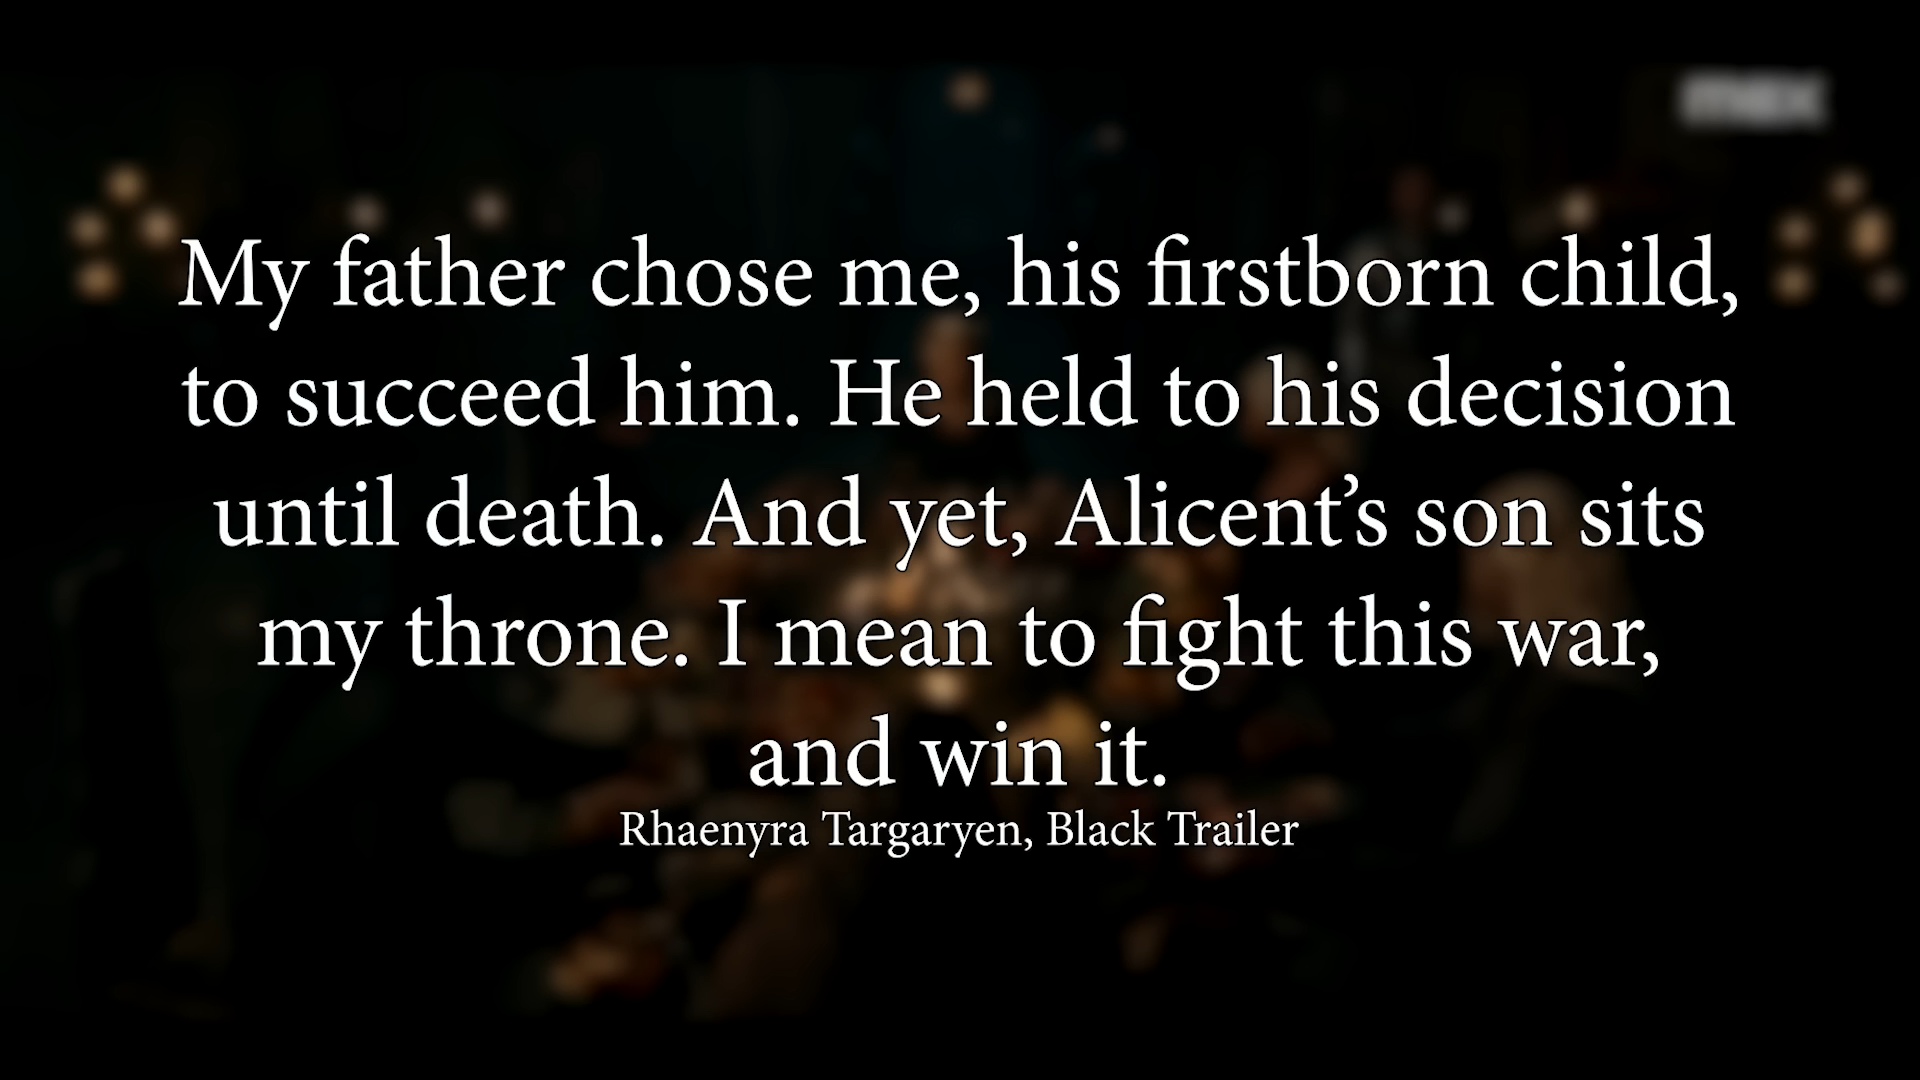 My father chose me, his firstborn child,
to succeed him. He held to his decision
until death. And yet, Alicent’s son sits
my throne. I mean to fight this war,
and win it.
Rhaenyra Targaryen, Black Trailer